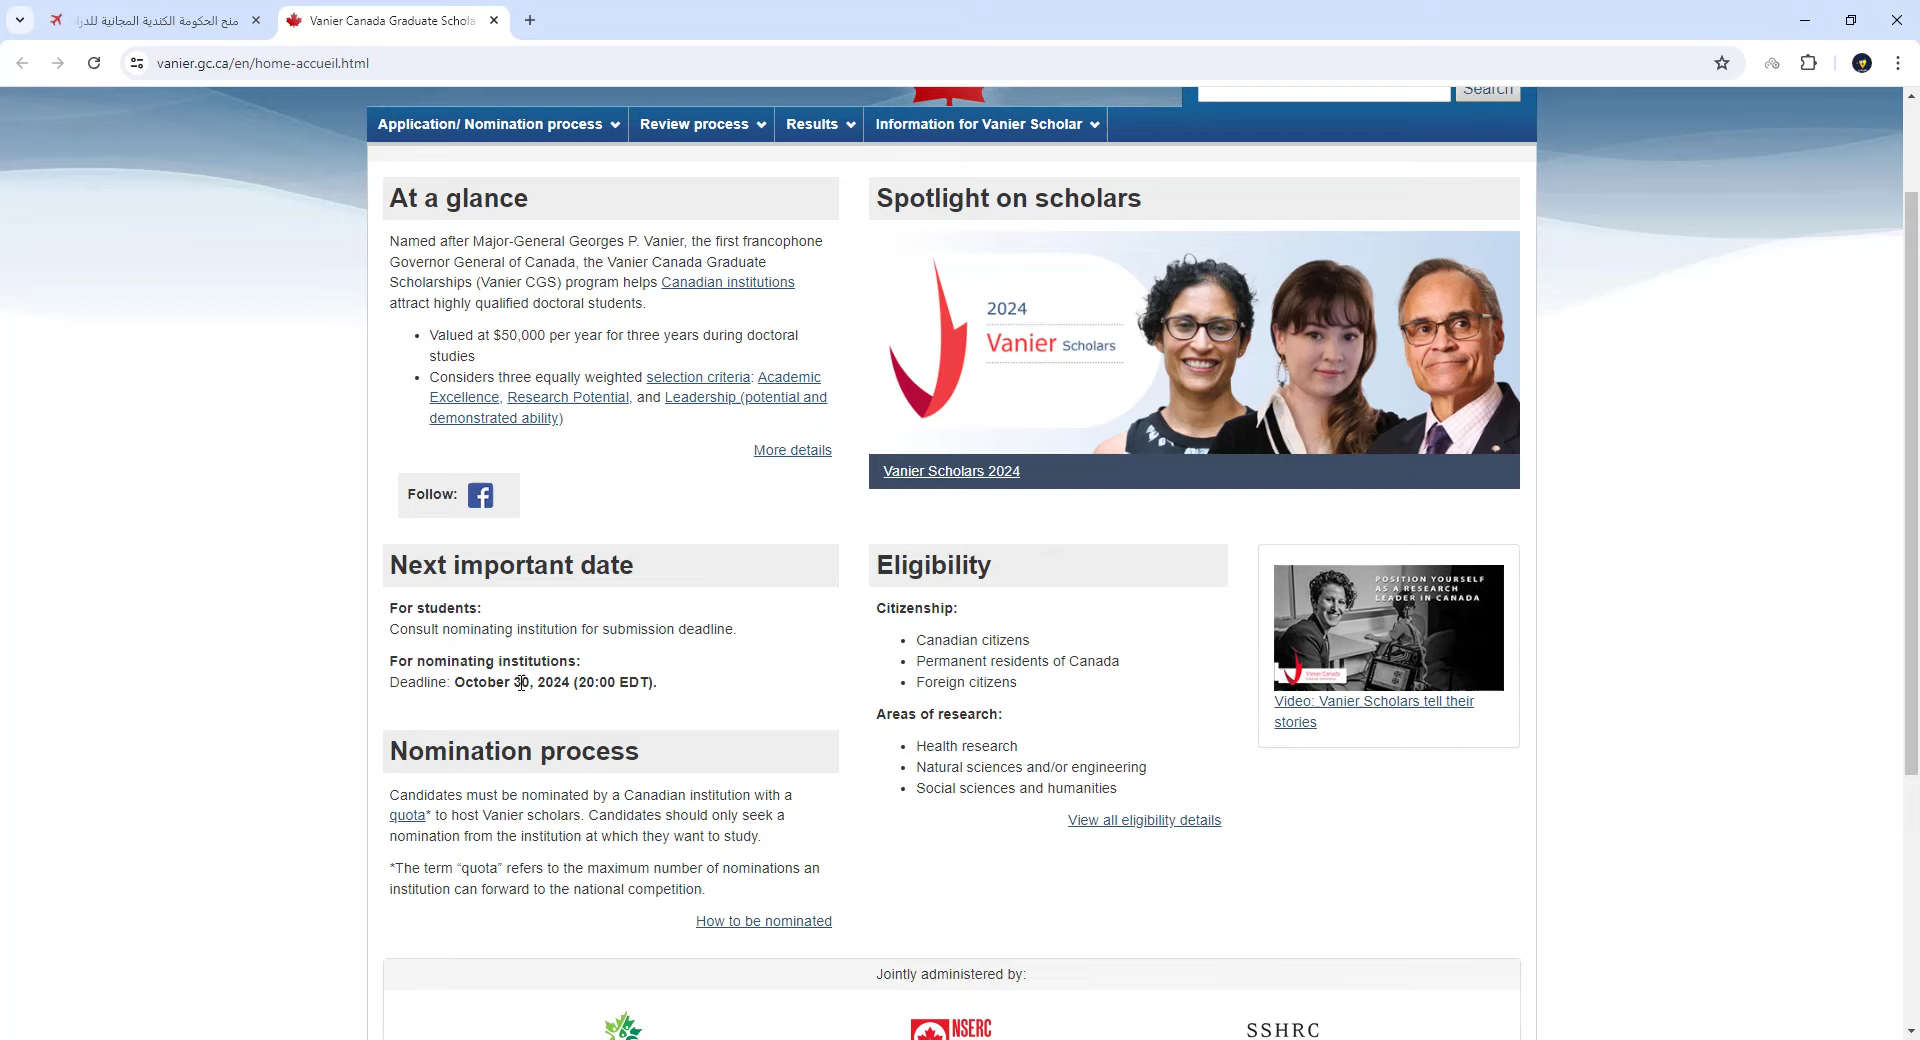 منح الحكومة الكندية المجانية للدرا
Vanier Canada Graduate Schola
vanier.gc.ca/en/home-accueil.html
Search
Application/ Nomination process
Review process
Results
Information for Vanier Scholar
At a glance
Named after Major-General Georges P. Vanier, the first francophone
Governor General of Canada, the Vanier Canada Graduate
Scholarships (Vanier CGS) program helps Canadian institutions
attract highly qualified doctoral students.
• Valued at $50,000 per year for three years during doctoral
studies
• Considers three equally weighted selection criteria: Academic
Excellence, Research Potential, and Leadership (potential and
demonstrated ability)
More details
Follow:
Spotlight on scholars
2024
Vanier Scholars
Vanier Scholars 2024
Next important date
For students:
Consult nominating institution for submission deadline.
For nominating institutions:
Deadline: October 30, 2024 (20:00 EDT).
Nomination process
Candidates must be nominated by a Canadian institution with a
quota* to host Vanier scholars. Candidates should only seek a
nomination from the institution at which they want to study.
*The term “quota” refers to the maximum number of nominations an
institution can forward to the national competition.
How to be nominated
Eligibility
Citizenship:
• Canadian citizens
• Permanent residents of Canada
• Foreign citizens
Areas of research:
• Health research
• Natural sciences and/or engineering
• Social sciences and humanities
View all eligibility details
POSITION YOURSELF
AS A RESEARCH
LEADER IN CANADA
Video: Vanier Scholars tell their
stories
Jointly administered by:
NSERC
SSHRC